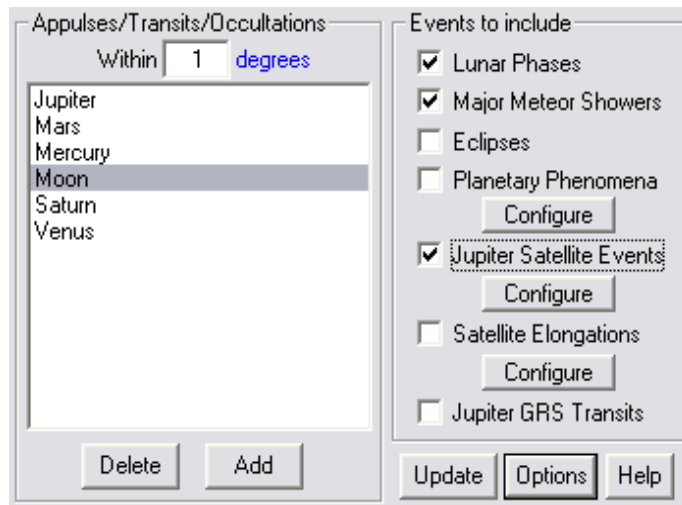 Appulses/Transits/Occultations
Within 1 degrees
Jupiter
Mars
Mercury
Moon
Saturn
Venus
Delete Add
Events to include
Lunar Phases
Major Meteor Showers
Eclipses
Planetary Phenomena
Configure
Jupiter Satellite Events
Configure
Satellite Elongations
Configure
Jupiter GRS Transits
Update Options Help